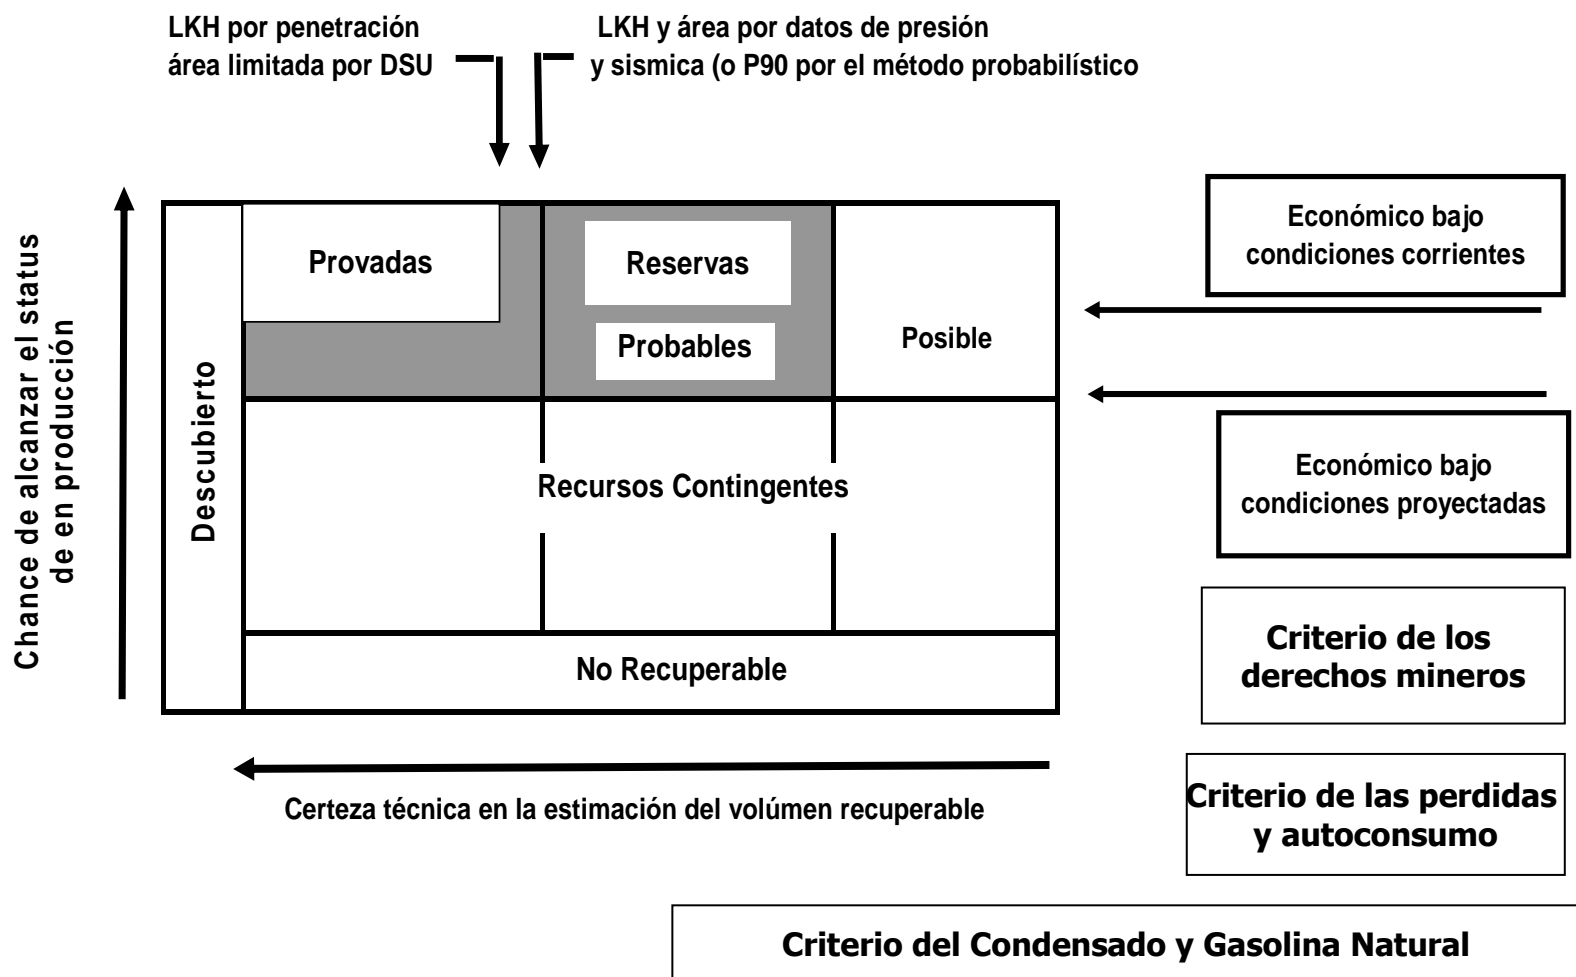 LKH por penetración
área limitada por DSU
LKH y área por datos de presión
y sismica (o P90 por el método probabilístico
Chance de alcanzar el status
de en producción
Descubierto
Provadas
Reservas
Probables
Posible
Recursos Contingentes
No Recuperable
Certeza técnica en la estimación del volúmen recuperable
Económico bajo
condiciones corrientes
Económico bajo
condiciones proyectadas
Criterio de los
derechos mineros
Criterio de las perdidas
y autoconsumo
Criterio del Condensado y Gasolina Natural